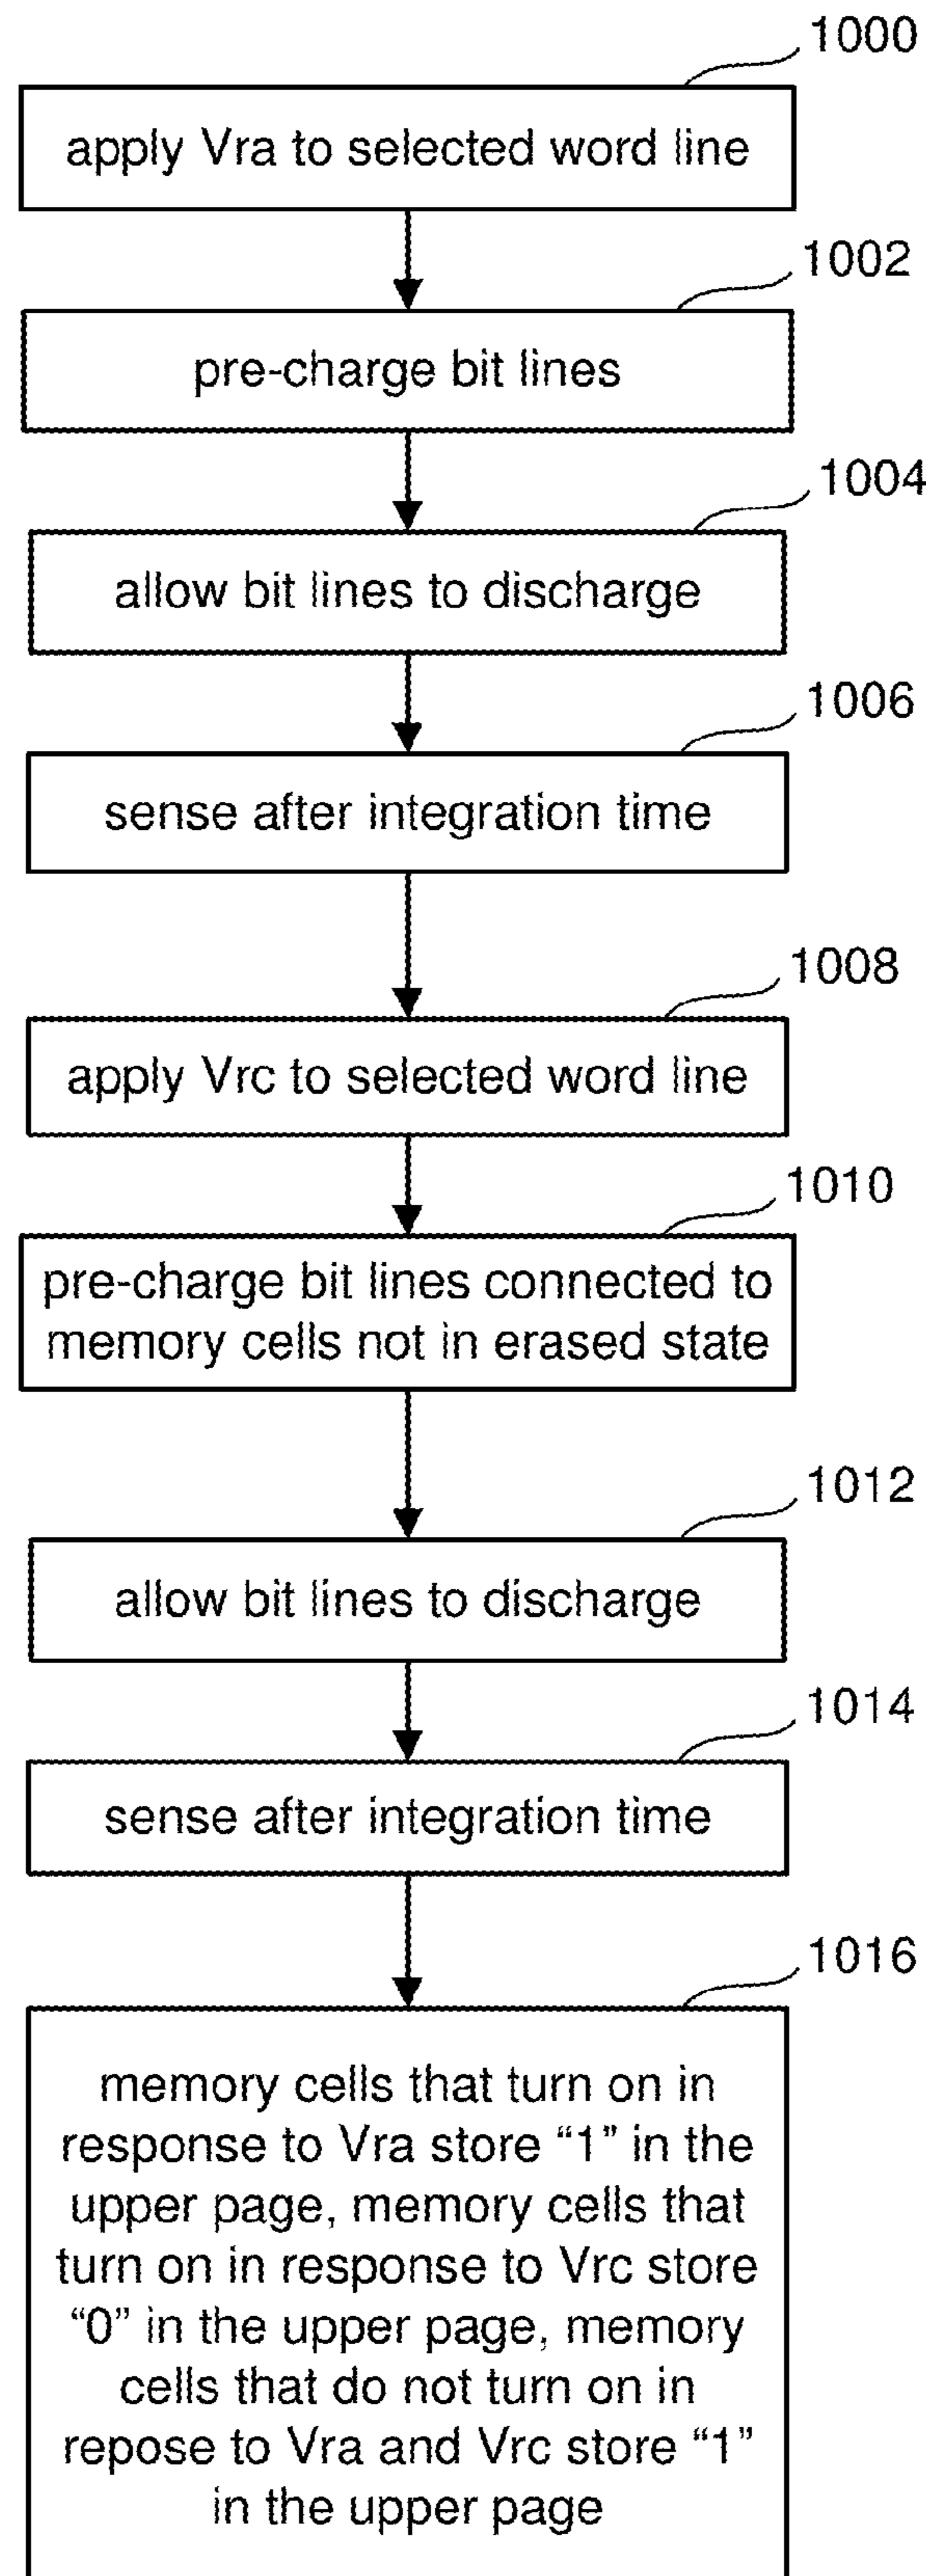 1000
apply Vra to selected word line
1002
pre-charge bit lines
1004
allow bit lines to discharge
1006
sense after integration time
1008
apply Vrc to selected word line
1010
pre-charge bit lines connected to
memory cells not in erased state
1012
allow bit lines to discharge
1014
sense after integration time
1016
memory cells that turn on in
response to Vra store “1” in the
upper page, memory cells that
turn on in response to Vrc store
“0” in the upper page, memory
cells that do not turn on in
repose to Vra and Vrc store “1”
in the upper page